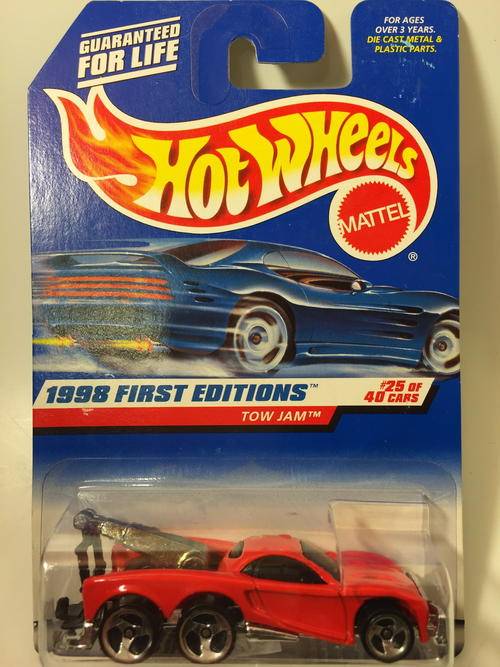 GUARANTEED
FOR LIFE
FOR AGES
OVER 3 YEARS.
DIE CAST METAL &
PLASTIC PARTS.
HOT WHEELS
MATTEL
®
1998 FIRST EDITIONS™
#25 OF
40 CARS
TOW JAM™